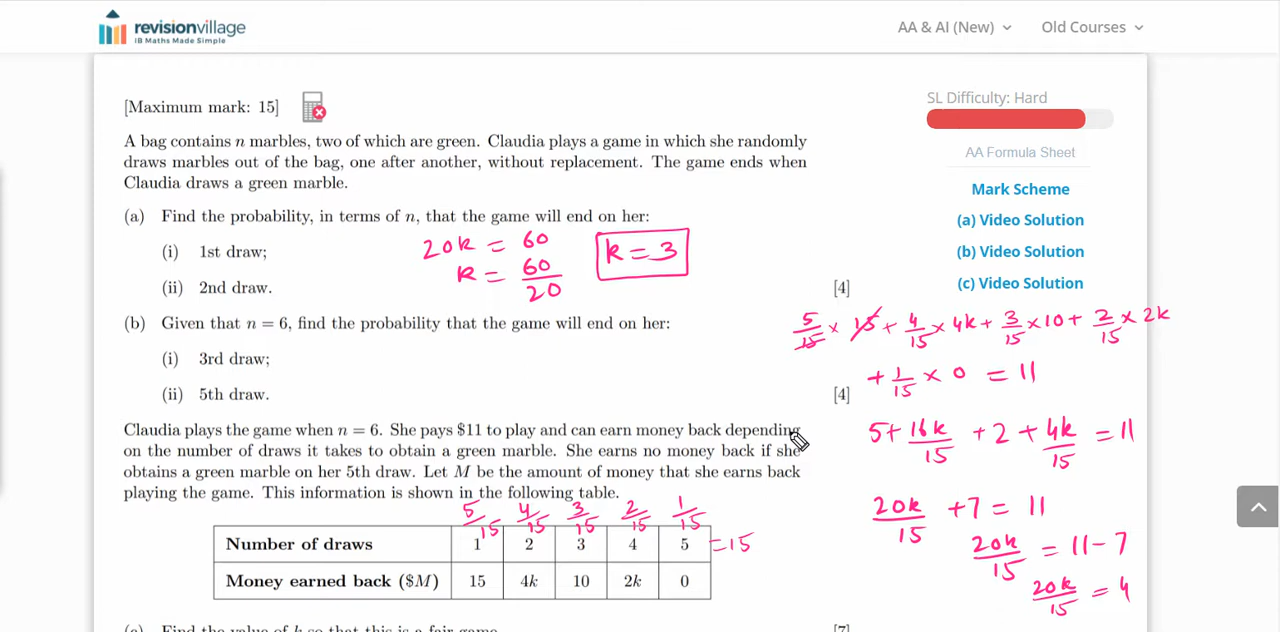 revisionvillage
IB Maths Made Simple
AA & AI (New)
Old Courses
[Maximum mark: 15]
SL Difficulty: Hard
AA Formula Sheet
Mark Scheme
(a) Video Solution
(b) Video Solution
(c) Video Solution
A bag contains n marbles, two of which are green. Claudia plays a game in which she randomly
draws marbles out of the bag, one after another, without replacement. The game ends when
Claudia draws a green marble.
(a) Find the probability, in terms of n, that the game will end on her:
(i) 1st draw;
(ii) 2nd draw.
[4]
20k = 60
k = 60/20
k = 3
(b) Given that n = 6, find the probability that the game will end on her:
(i) 3rd draw;
(ii) 5th draw.
[4]
5/15 × 15 + 4/15 × 4k + 3/15 × 10 + 2/15 × 2k
+ 1/15 × 0 = 11
5 + 16k/15 + 2 + 4k/15 = 11
20k/15 + 7 = 11
20k/15 = 11 - 7
20k/15 = 4
Claudia plays the game when n = 6. She pays $11 to play and can earn money back depending
on the number of draws it takes to obtain a green marble. She earns no money back if she
obtains a green marble on her 5th draw. Let M be the amount of money that she earns back
playing the game. This information is shown in the following table.
5/15 4/15 3/15 2/15 1/15
Number of draws 1 2 3 4 5 = 15
Money earned back ($M) 15 4k 10 2k 0
(c) Find the value of k so that this is a fair game.
[7]